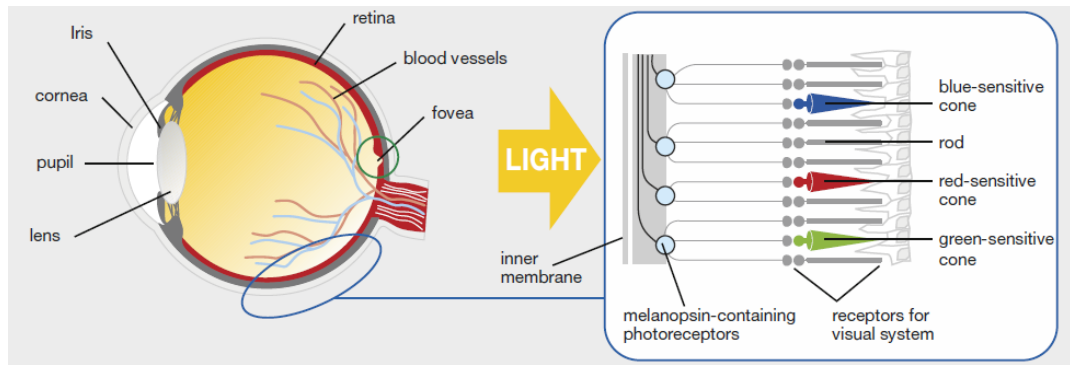 Iris
cornea
pupil
lens
retina
blood vessels
fovea
LIGHT
inner
membrane
melanopsin-containing
photoreceptors
receptors for
visual system
blue-sensitive
cone
rod
red-sensitive
cone
green-sensitive
cone